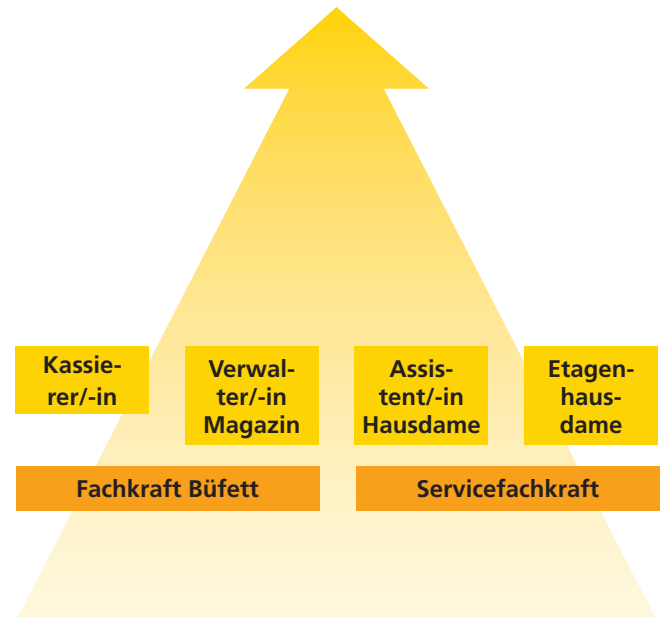 Kassie-
rer/-in
Verwal-
ter/-in
Magazin
Assis-
tent/-in
Hausdame
Etagen-
haus-
dame
Fachkraft Büfett
Servicefachkraft